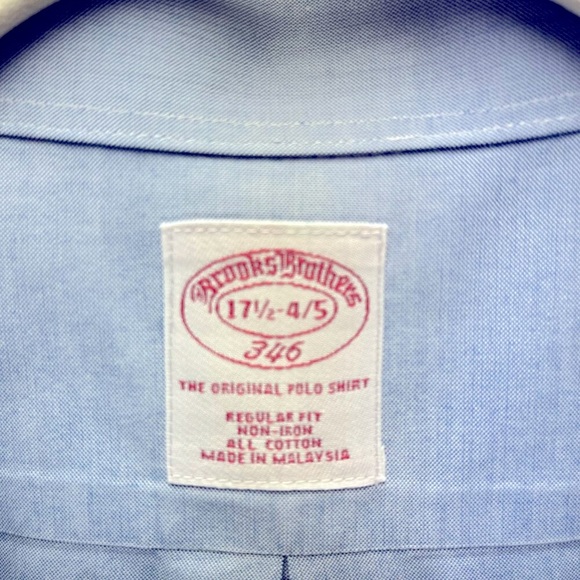 Brooks Brothers
17½-4/5
346
THE ORIGINAL POLO SHIRT
REGULAR FIT
NON-IRON
ALL COTTON
MADE IN MALAYSIA